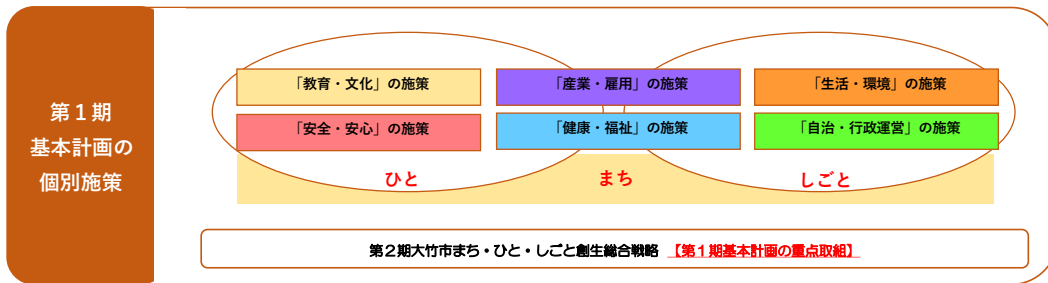 第１期
基本計画の
個別施策
「教育・文化」の施策
「産業・雇用」の施策
「生活・環境」の施策
「安全・安心」の施策
「健康・福祉」の施策
「自治・行政運営」の施策
ひと
まち
しごと
第２期大竹市まち・ひと・しごと創生総合戦略 【第１期基本計画の重点取組】